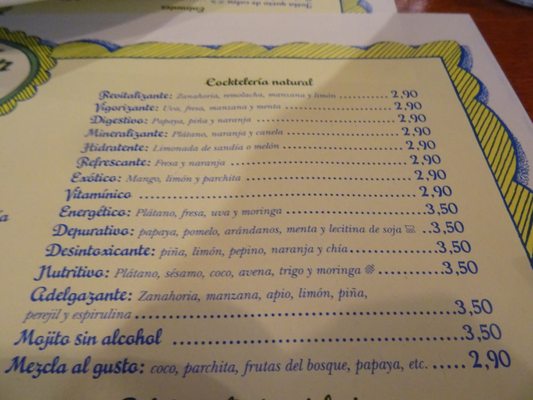 Cocktelería natural
Revitalizante: Zanahoria, remolacha, manzana y limón 2,90
Vigorizante: Uva, fresa, manzana y menta 2,90
Digestivo: Papaya, piña y naranja 2,90
Mineralizante: Plátano, naranja y canela 2,90
Hidratente: Limonada de sandía o melón 2,90
Refrescante: Fresa y naranja 2,90
Exótico: Mango, limón y parchita 2,90
Vitamínico 2,90
Energético: Plátano, fresa, uva y moringa 3,50
Depurativo: papaya, pomelo, arándanos, menta y lecitina de soja 3,50
Desintoxicante: piña, limón, pepino, naranja y chía 3,50
Nutritivo: Plátano, sésamo, coco, avena, trigo y moringa 3,50
Adelgazante: Zanahoria, manzana, apio, limón, piña,
perejil y espirulina 3,50
Mojito sin alcohol 3,50
Mezcla al gusto: coco, parchita, frutas del bosque, papaya, etc. 2,90